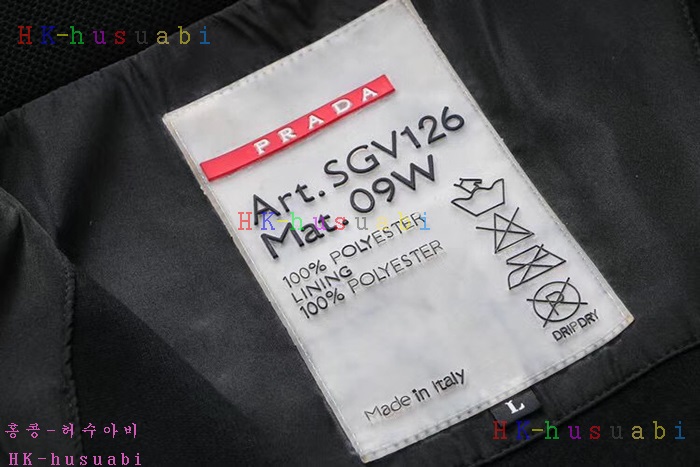 HK-husuabi
PRADA
Art. SGV126
Mat. 09W
HK-husuabi
100% POLYESTER
LINING
100% POLYESTER
DRIP DRY
Made in Italy
L
홍콩-허수아비
HK-husuabi
HK-husuabi